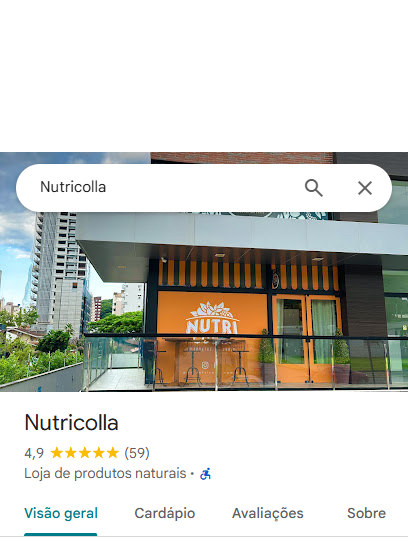 Nutricolla
NUTRI
Nutricolla
4,9 (59)
Loja de produtos naturais •
Visão geral Cardápio Avaliações Sobre